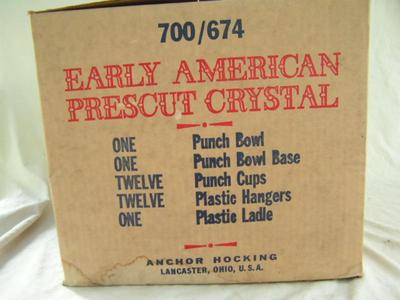 700/674
EARLY AMERICAN
PRESCUT CRYSTAL
ONE Punch Bowl
ONE Punch Bowl Base
TWELVE Punch Cups
TWELVE Plastic Hangers
ONE Plastic Ladle
ANCHOR HOCKING
LANCASTER, OHIO, U.S.A.